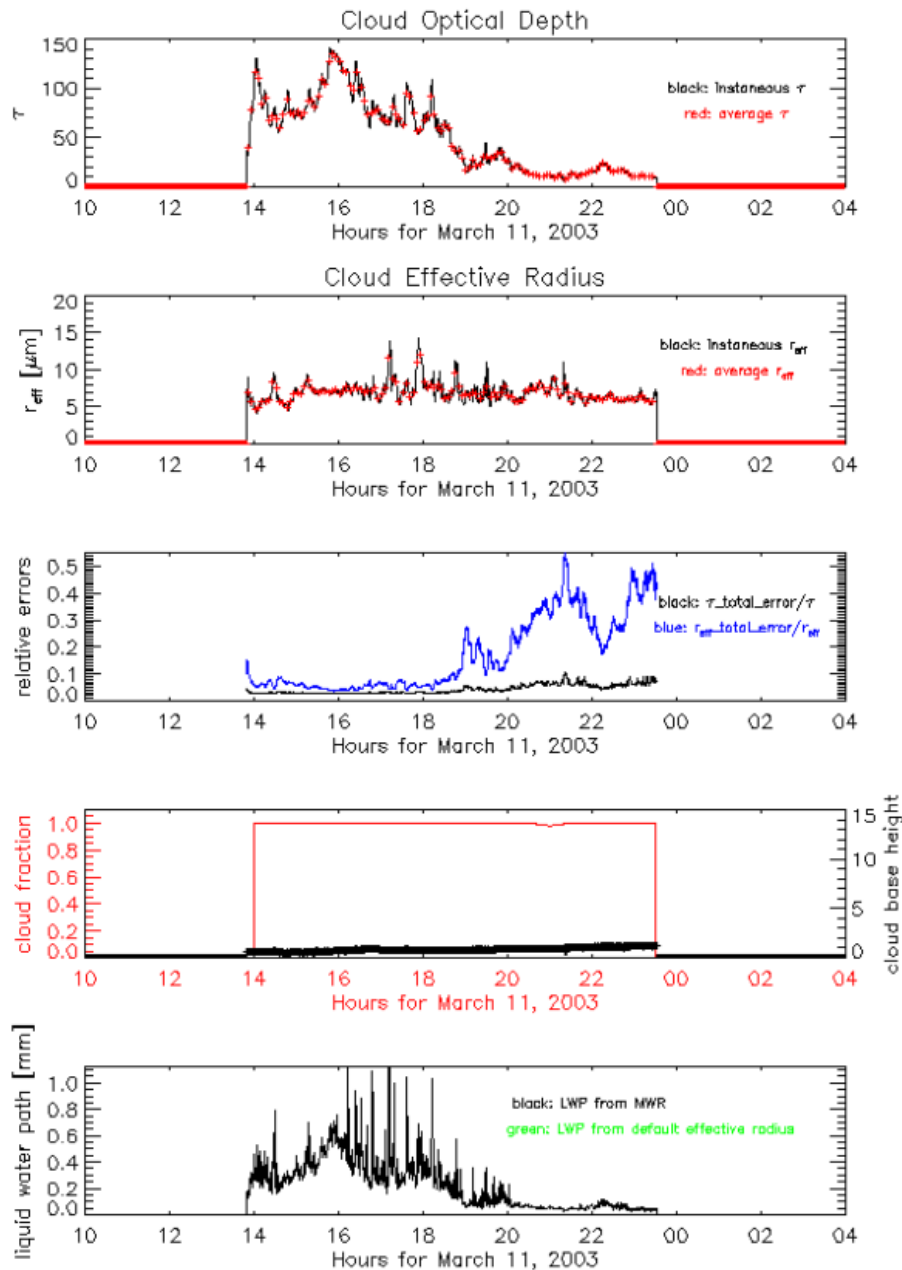 Cloud Optical Depth
150
100
50
0
τ
black: instaneous τ
red: average τ
10 12 14 16 18 20 22 00 02 04
Hours for March 11, 2003
Cloud Effective Radius
20
15
10
5
0
r_eff [μm]
black: instaneous r_eff
red: average r_eff
10 12 14 16 18 20 22 00 02 04
Hours for March 11, 2003
0.5
0.4
0.3
0.2
0.1
0.0
relative errors
black: τ_total_error/τ
blue: r_eff_total_error/r_eff
10 12 14 16 18 20 22 00 02 04
Hours for March 11, 2003
1.0
0.8
0.6
0.4
0.2
0.0
cloud fraction
15
10
5
0
cloud base height
10 12 14 16 18 20 22 00 02 04
Hours for March 11, 2003
1.0
0.8
0.6
0.4
0.2
0.0
liquid water path [mm]
black: LWP from MWR
green: LWP from default effective radius
10 12 14 16 18 20 22 00 02 04
Hours for March 11, 2003